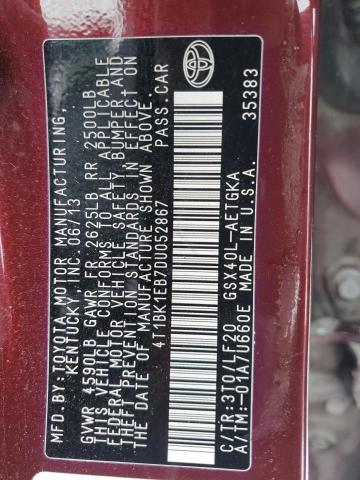 MFD.BY:TOYOTA MOTOR MANUFACTURING,
KENTUCKY, INC. 06/13
GVWR 4590LB GAWR FR 2625LB RR 2500LB
THIS VEHICLE CONFORMS TO ALL APPLICABLE
FEDERAL MOTOR VEHICLE SAFETY, BUMPER, AND
THEFT PREVENTION STANDARDS IN EFFECT ON
THE DATE OF MANUFACTURE SHOWN ABOVE.
4T1BK1EB7DU052867 PASS.CAR
C/TR:3T0/LF20 GSX40L-AETGKA
A/TM:-01A/U660E MADE IN U.S.A.
35383